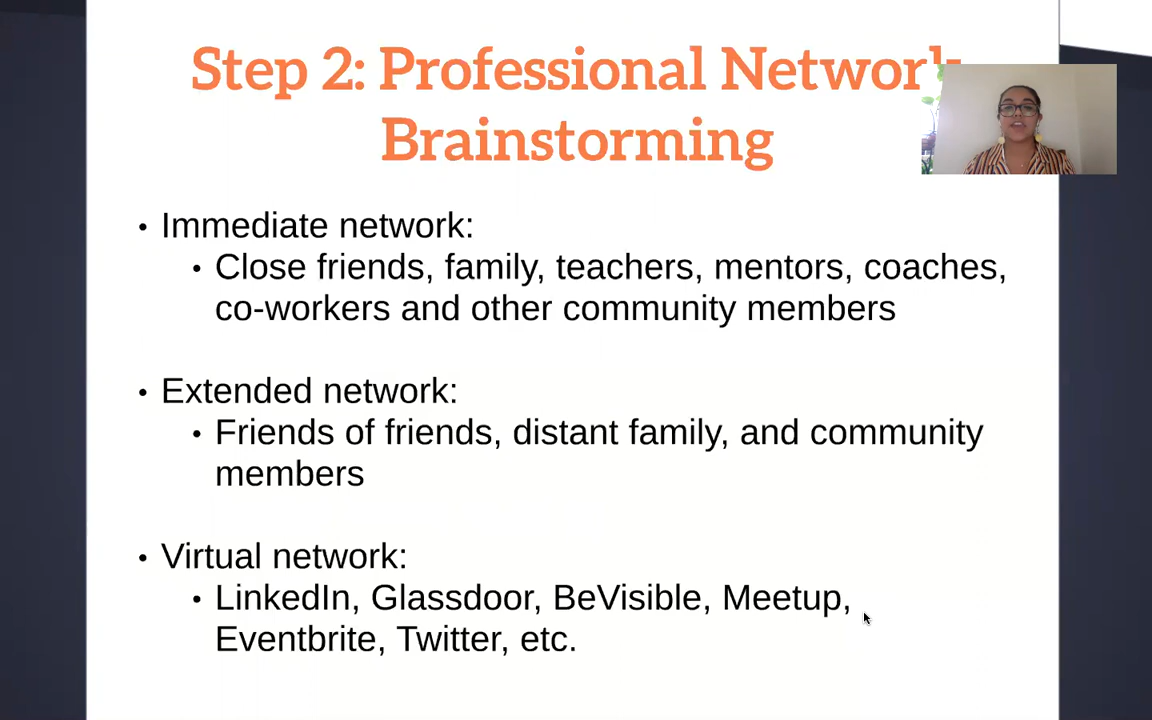 Step 2: Professional Network
Brainstorming
• Immediate network:
• Close friends, family, teachers, mentors, coaches,
co-workers and other community members
• Extended network:
• Friends of friends, distant family, and community
members
• Virtual network:
• LinkedIn, Glassdoor, BeVisible, Meetup,
Eventbrite, Twitter, etc.